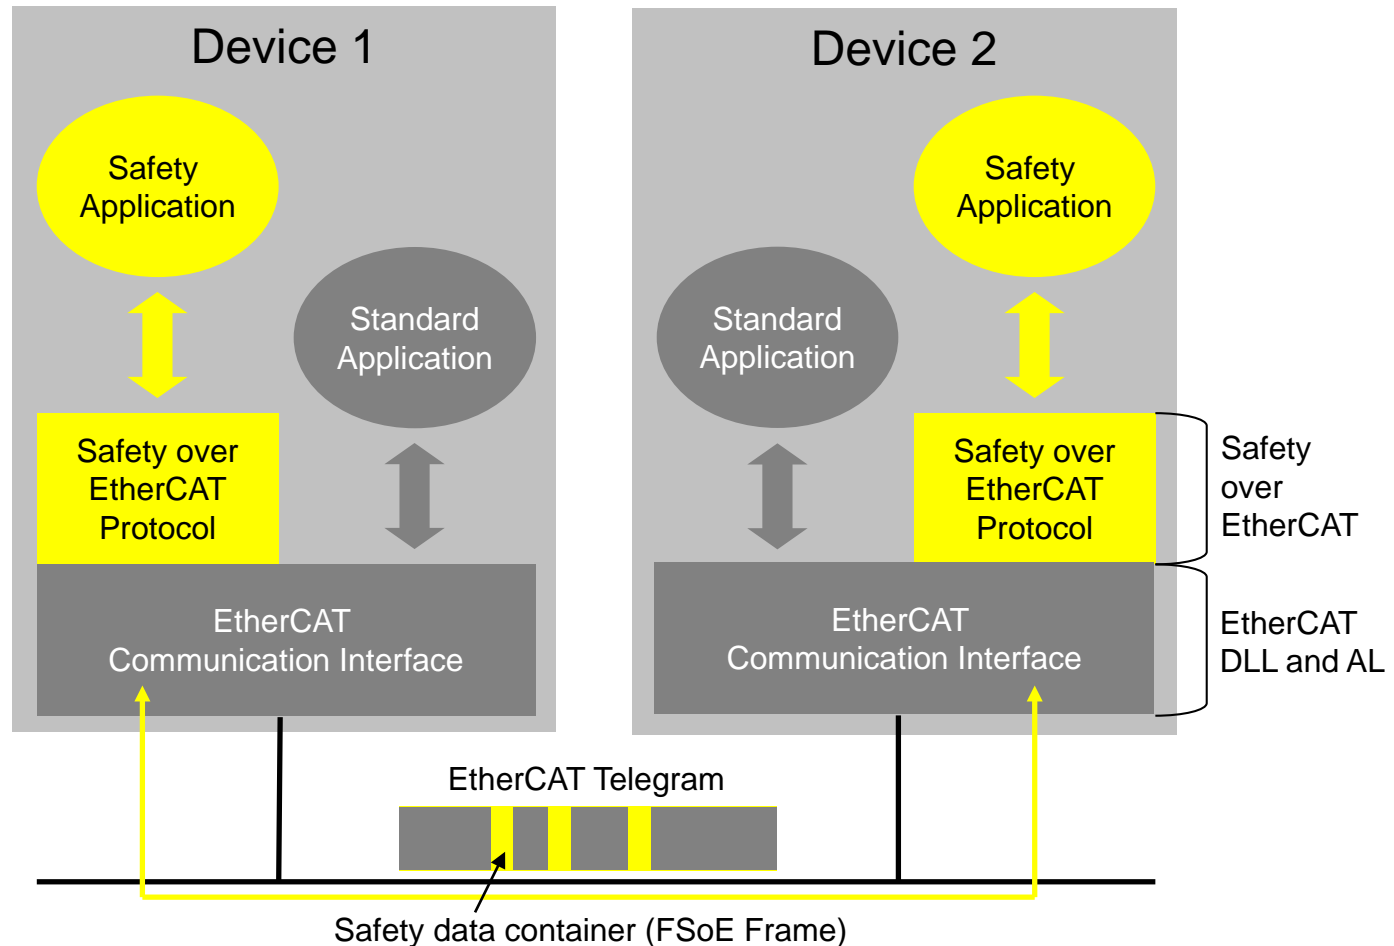 Device 1
Safety
Application
Standard
Application
Safety over
EtherCAT
Protocol
EtherCAT
Communication Interface
Device 2
Safety
Application
Standard
Application
Safety over
EtherCAT
Protocol
EtherCAT
Communication Interface
Safety
over
EtherCAT
EtherCAT
DLL and AL
EtherCAT Telegram
Safety data container (FSoE Frame)